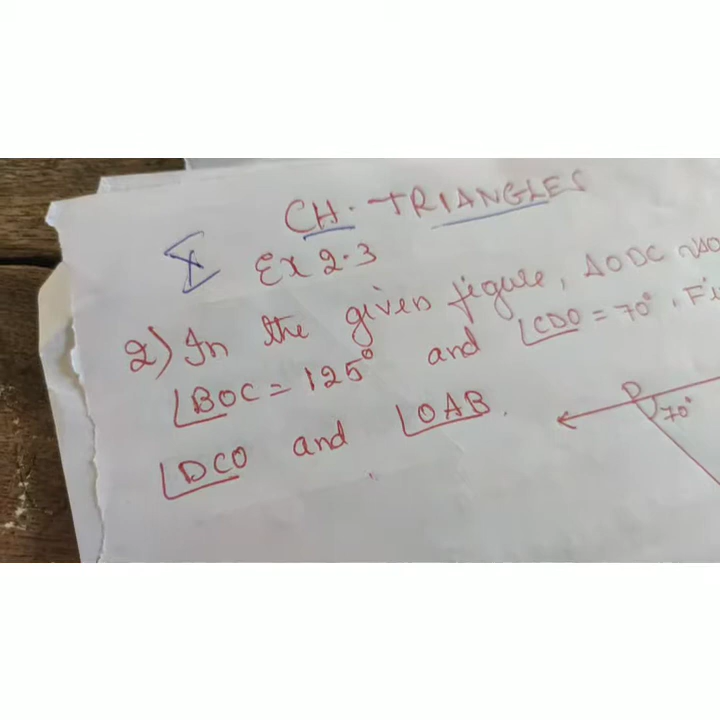 CH. TRIANGLES
X Ex 2.3
2) In the given figure, ΔODC
∠BOC = 125° and ∠CDO = 70°.
∠DCO and ∠OAB.
D
70°